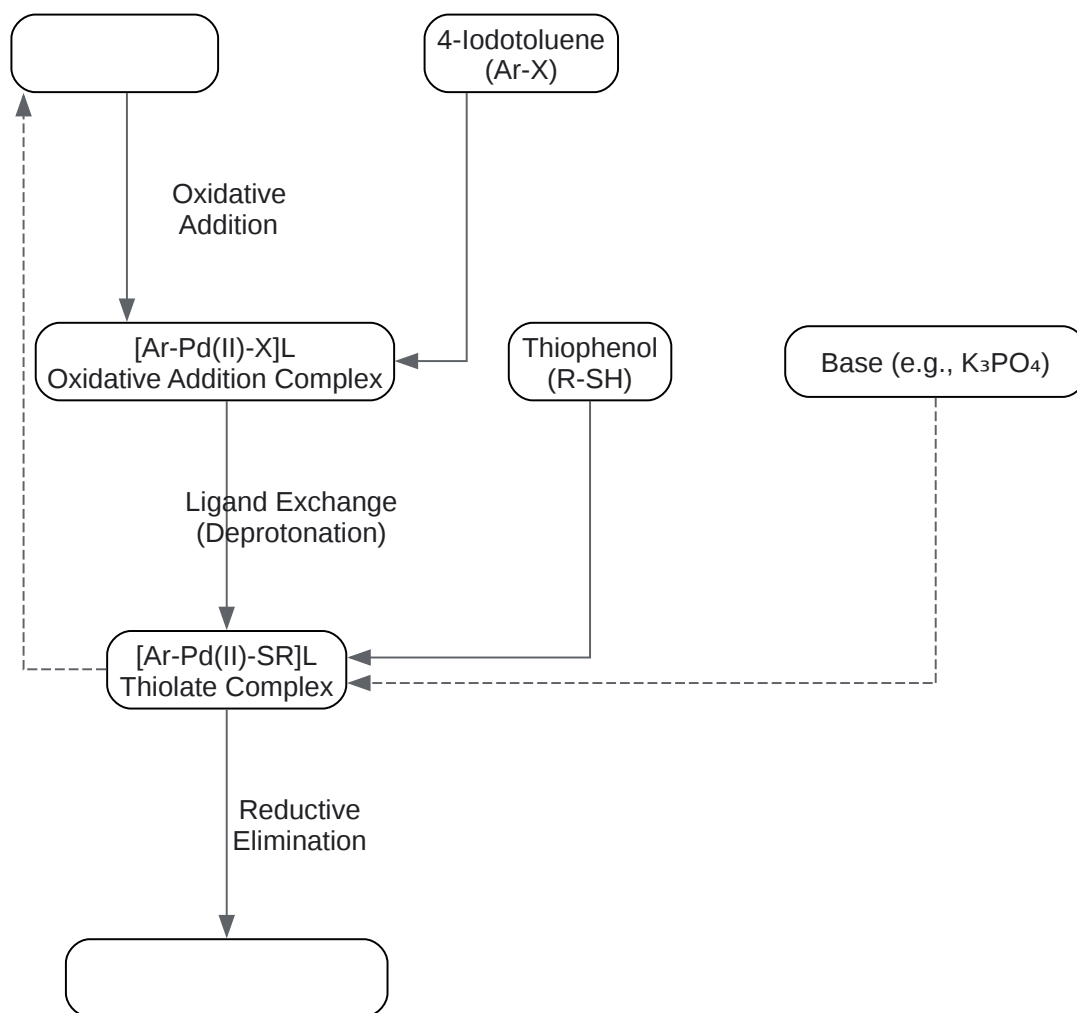 4-Iodotoluene
(Ar-X)
Oxidative
Addition
[Ar-Pd(II)-X]L
Oxidative Addition Complex
Thiophenol
(R-SH)
Base (e.g., K₃PO₄)
Ligand Exchange
(Deprotonation)
[Ar-Pd(II)-SR]L
Thiolate Complex
Reductive
Elimination